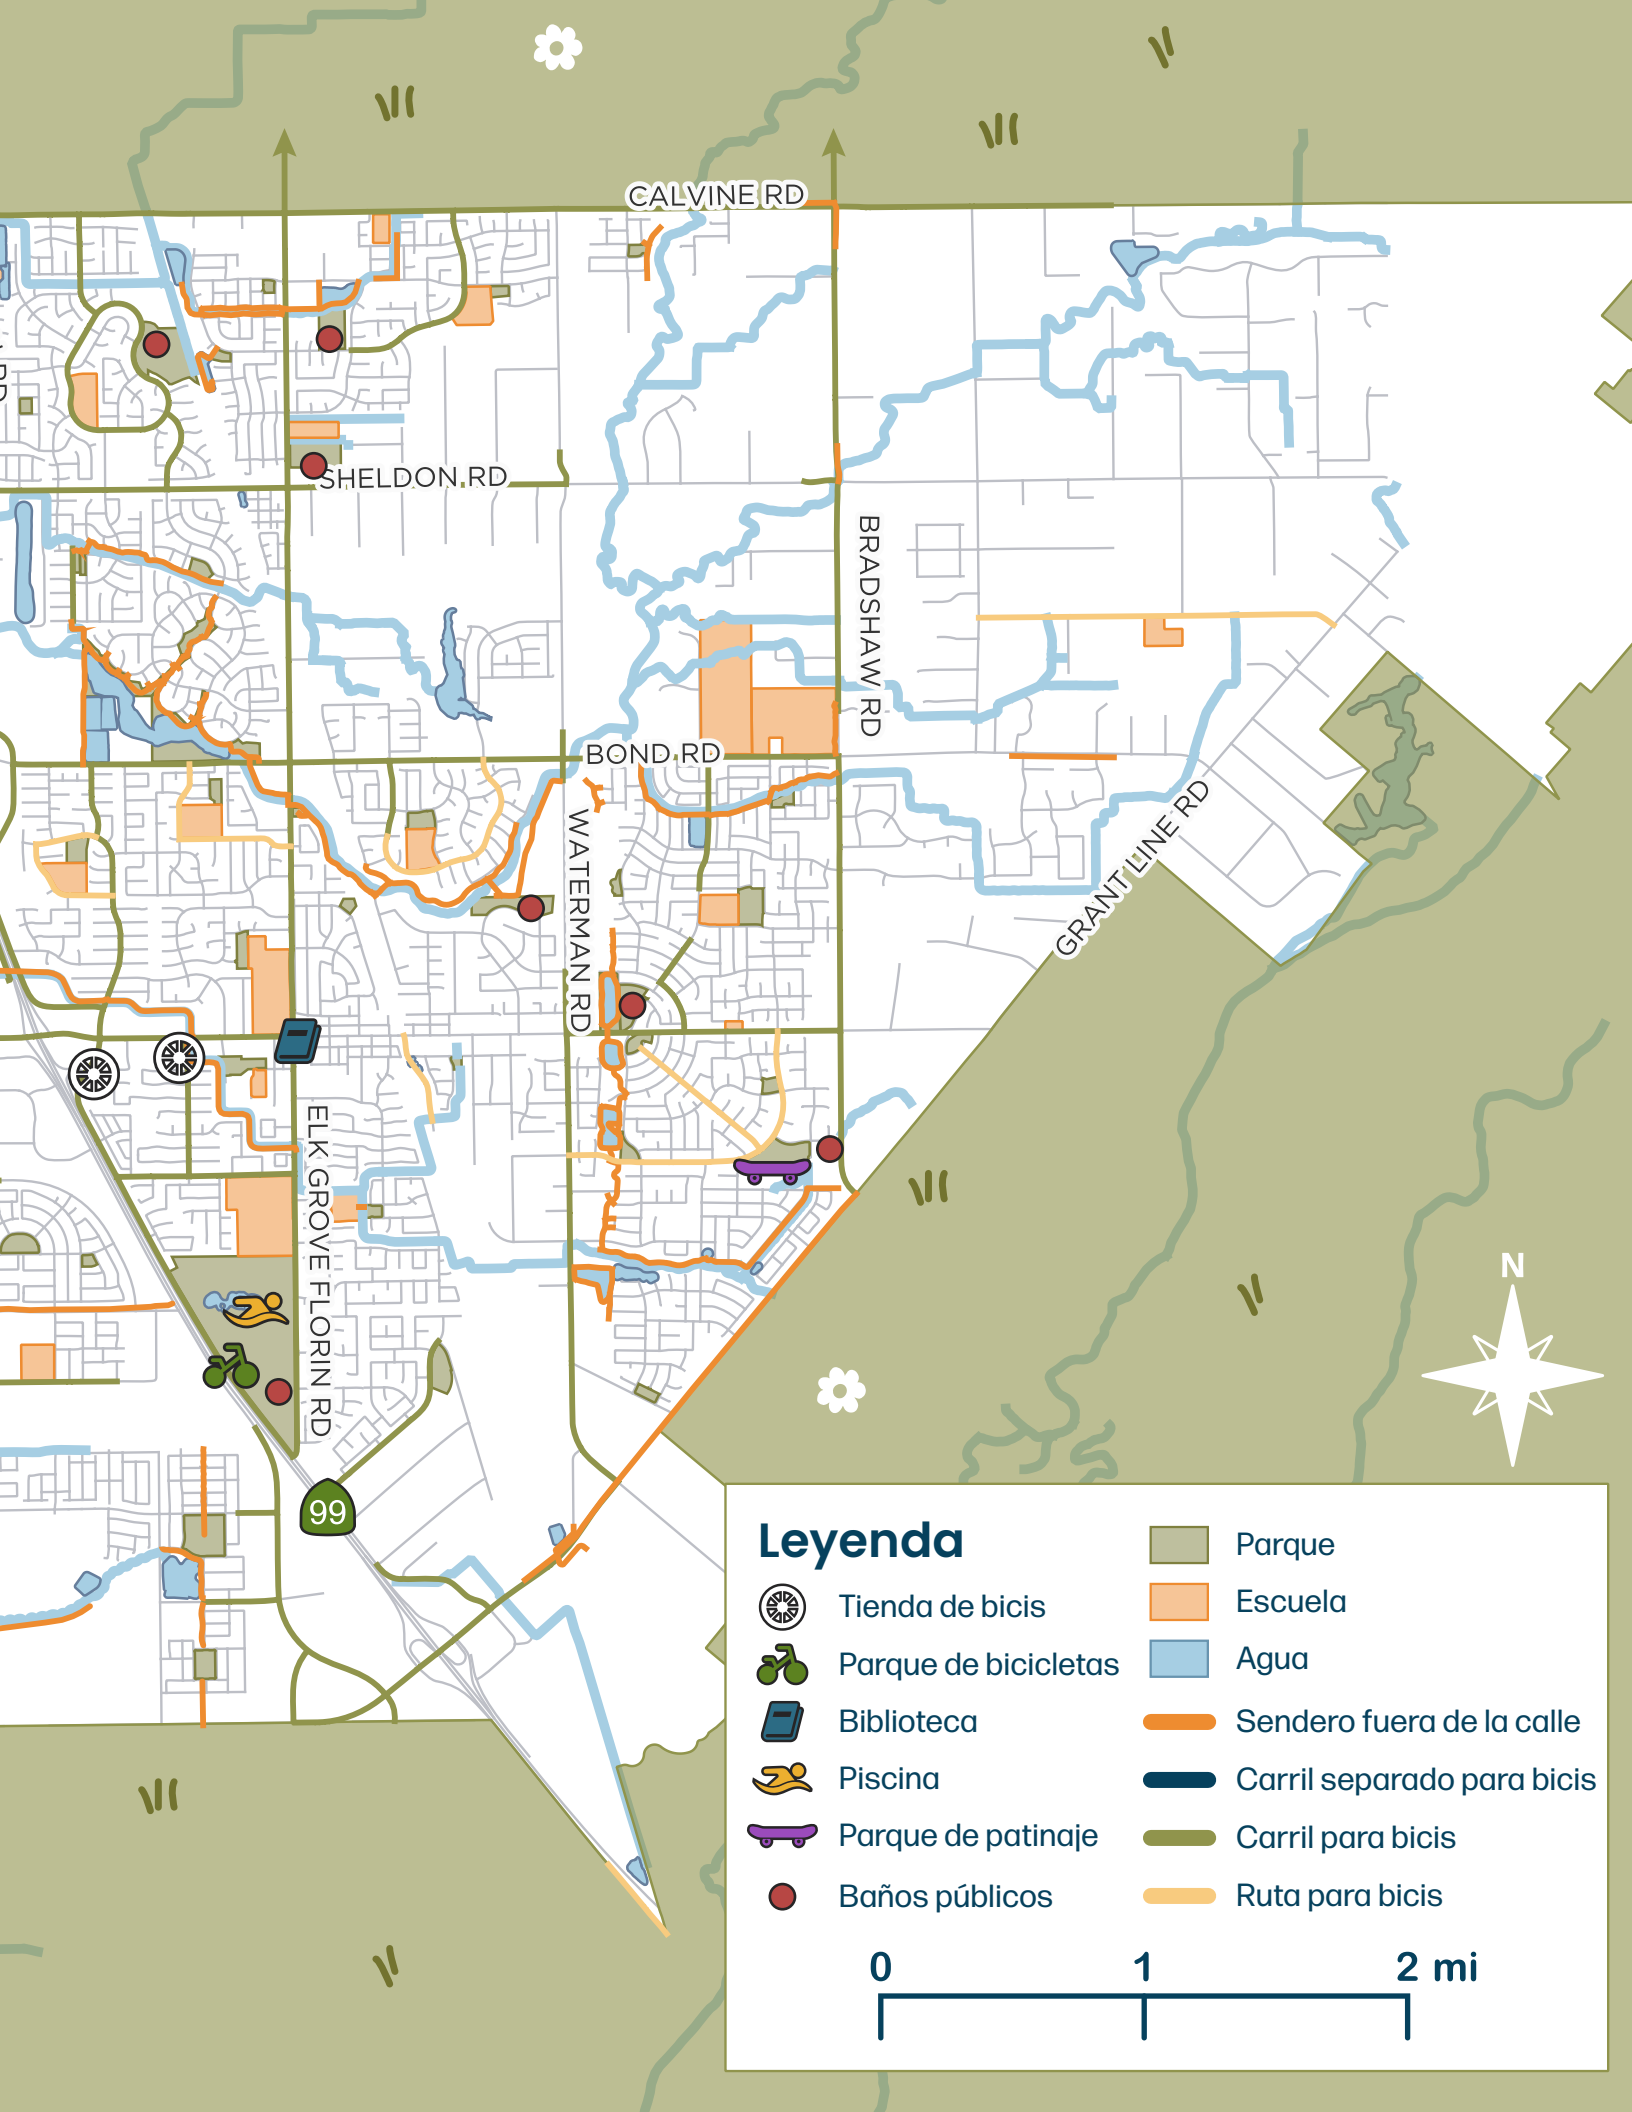 CALVINE RD
SHELDON RD
BRADSHAW RD
BOND RD
WATERMAN RD
GRANT LINE RD
ELK GROVE FLORIN RD
99
N
Leyenda
Tienda de bicis
Parque de bicicletas
Biblioteca
Piscina
Parque de patinaje
Baños públicos
Parque
Escuela
Agua
Sendero fuera de la calle
Carril separado para bicis
Carril para bicis
Ruta para bicis
0 1 2 mi